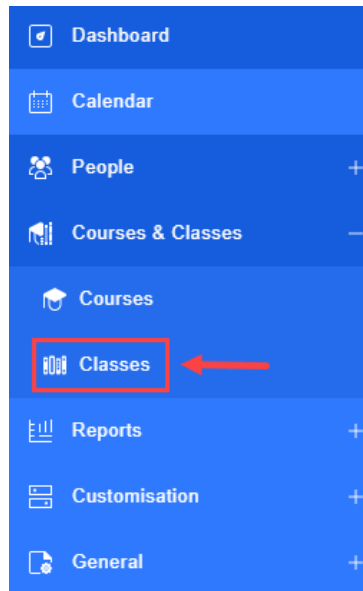 Dashboard
Calendar
People +
Courses & Classes −
Courses
Classes
Reports +
Customisation +
General +